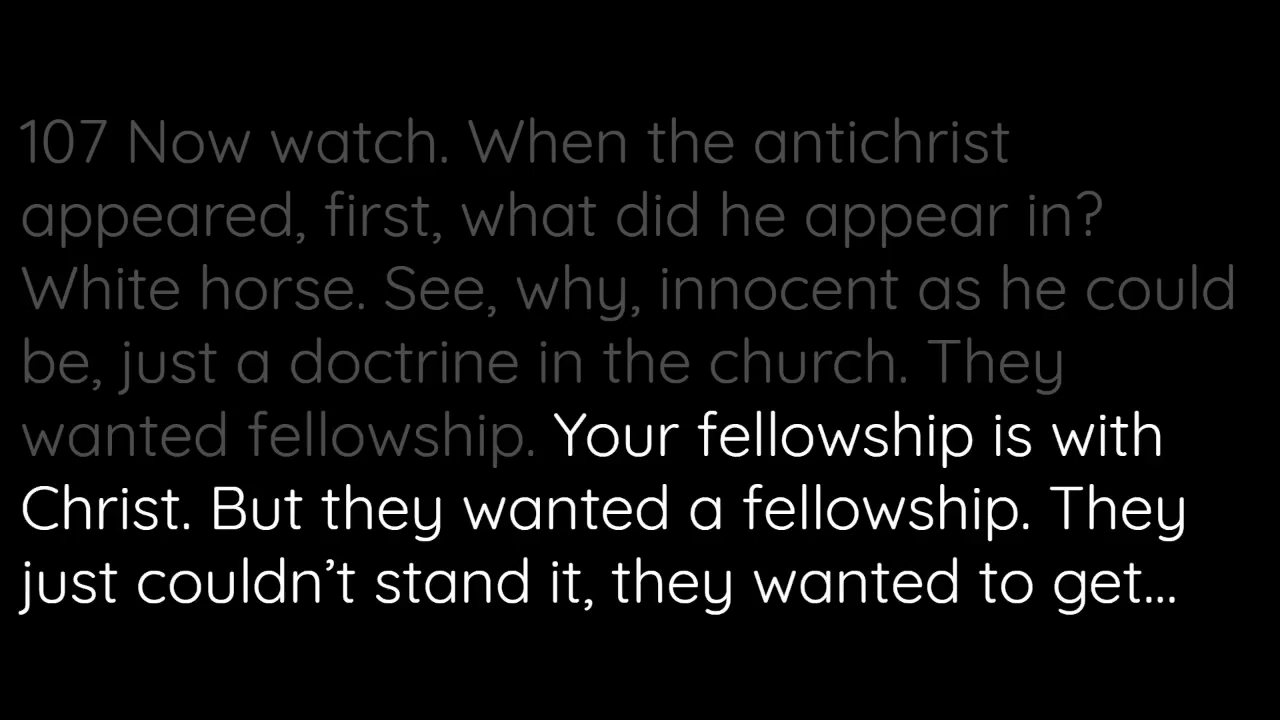 107 Now watch. When the antichrist
appeared, first, what did he appear in?
White horse. See, why, innocent as he could
be, just a doctrine in the church. They
wanted fellowship. Your fellowship is with
Christ. But they wanted a fellowship. They
just couldn’t stand it, they wanted to get...